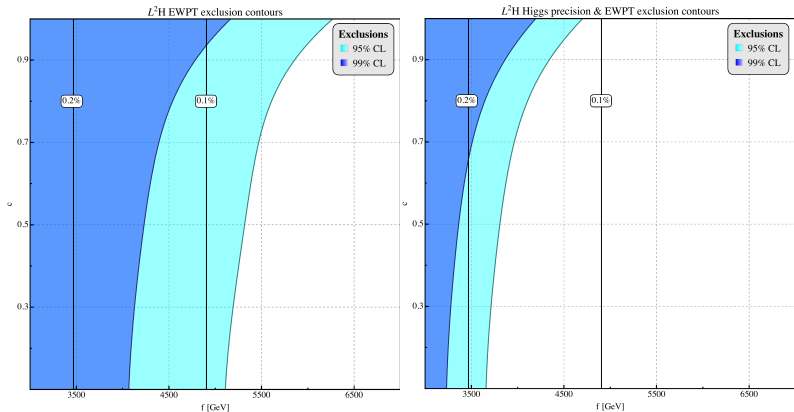 L²H EWPT exclusion contours
Exclusions
95% CL
99% CL
0.2%
0.1%
0.9
0.7
0.5
0.3
c
3500
4500
5500
6500
f [GeV]
L²H Higgs precision & EWPT exclusion contours
Exclusions
95% CL
99% CL
0.2%
0.1%
0.9
0.7
0.5
0.3
c
3500
4500
5500
6500
f [GeV]